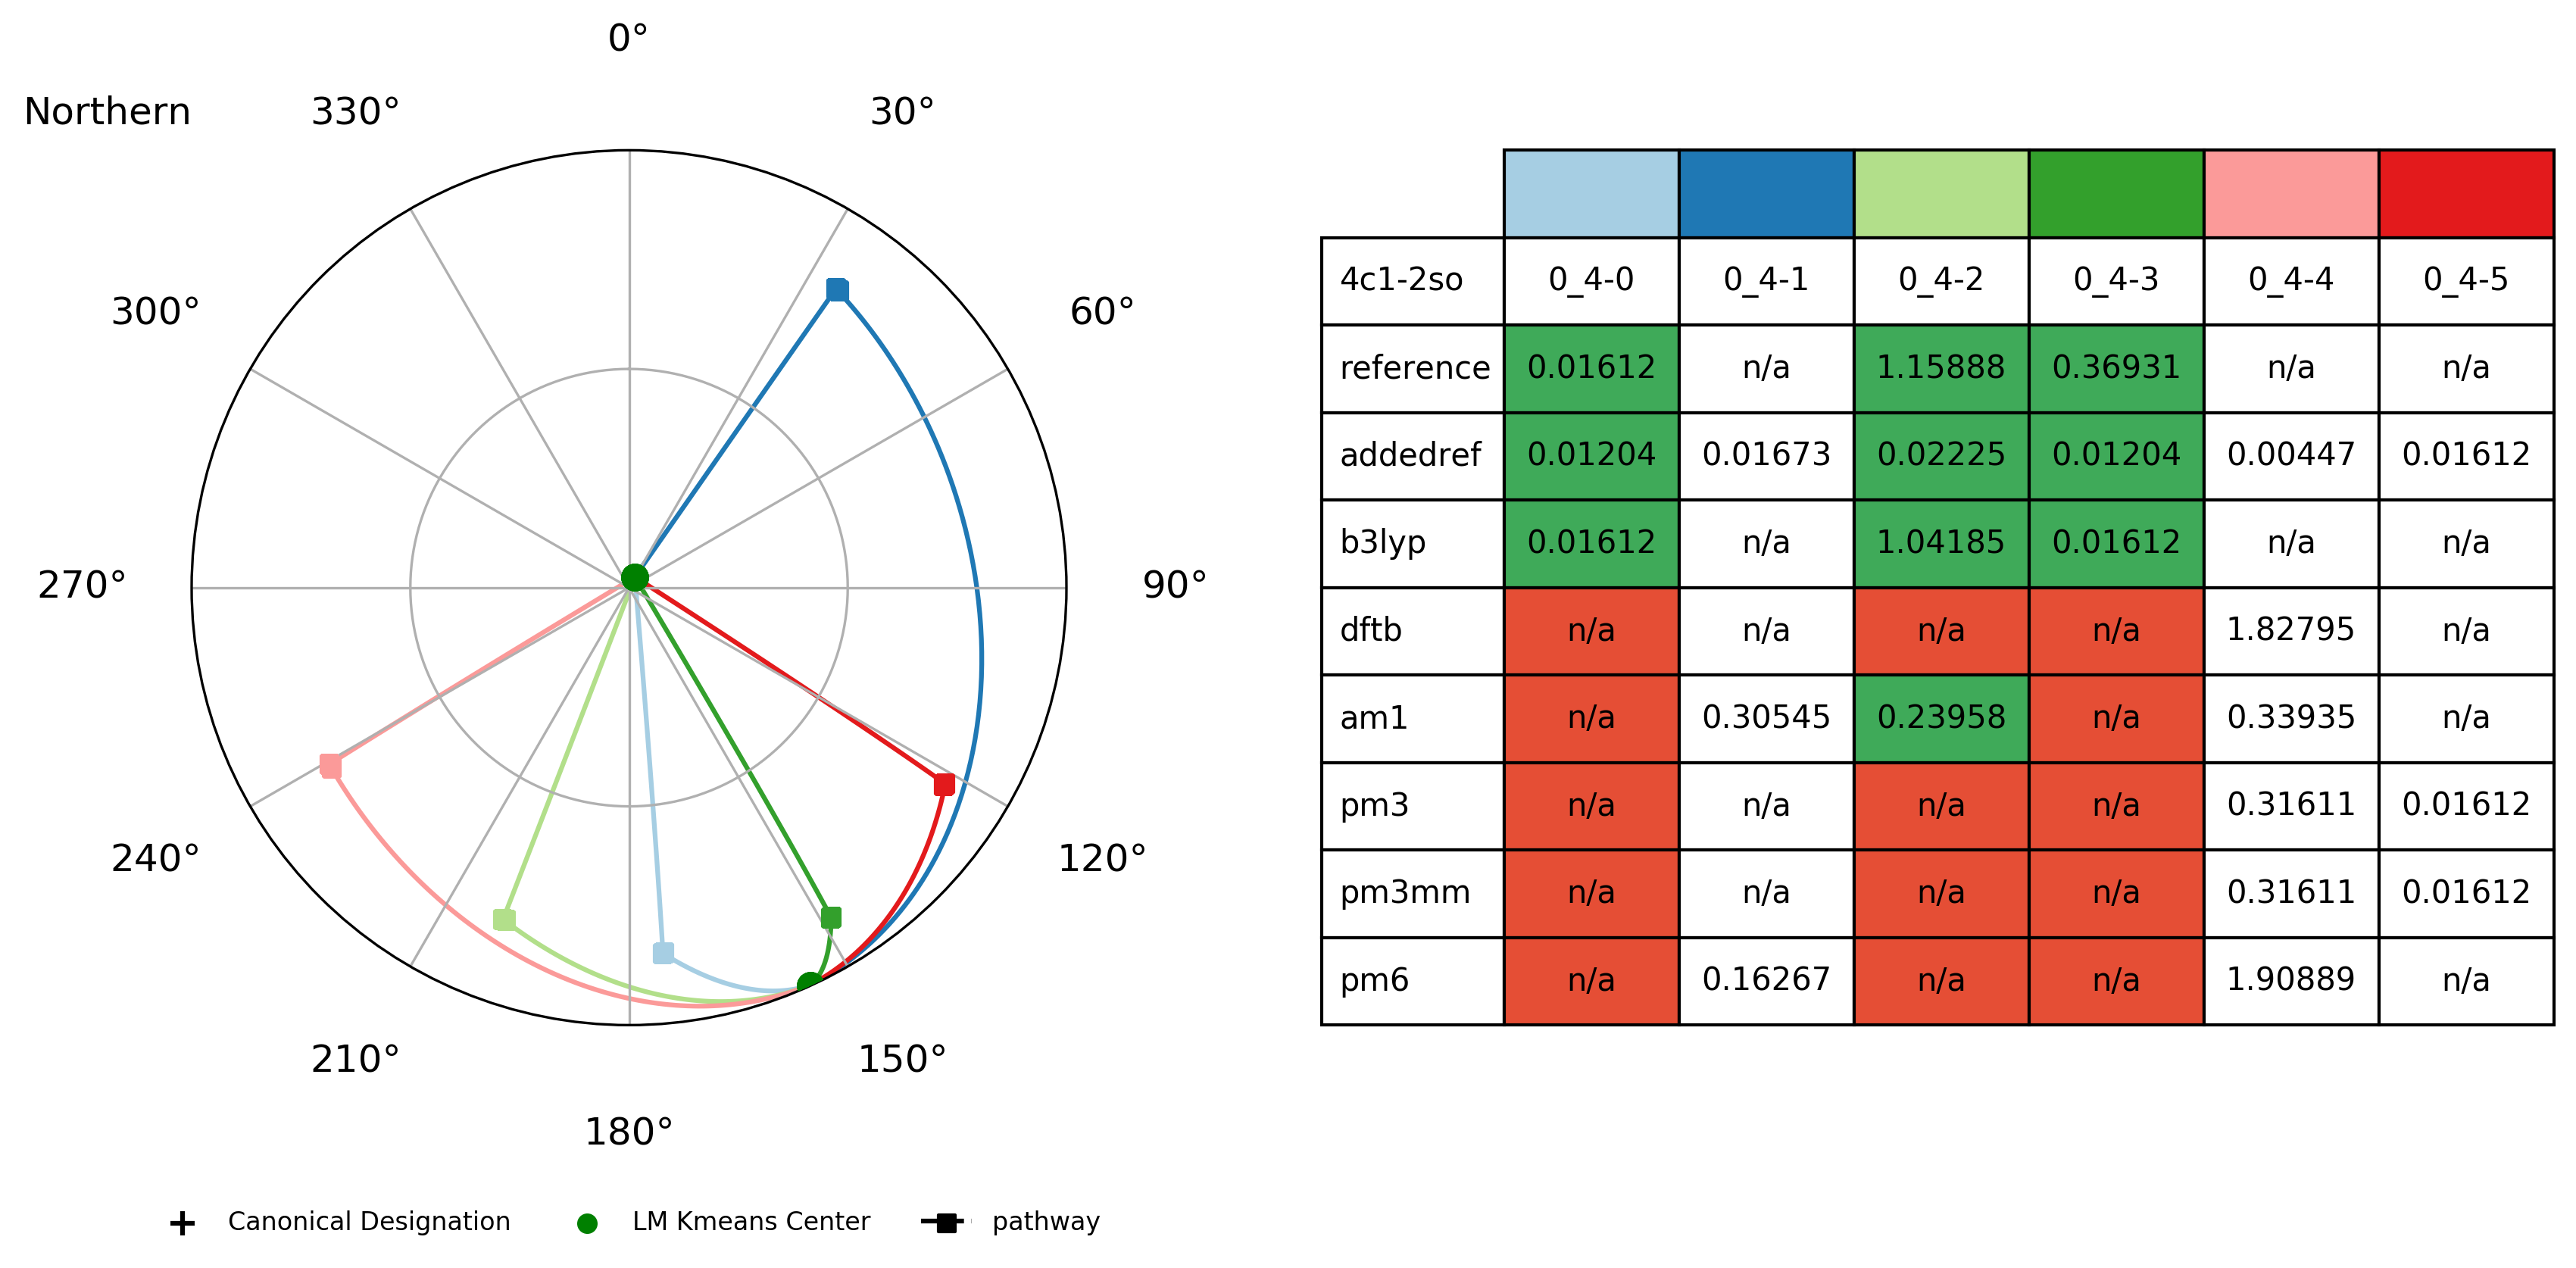 0°
Northern
330°
30°
300°
60°
270°
90°
240°
120°
210°
150°
180°
Canonical Designation
LM Kmeans Center
pathway
4c1-2so 0_4-0 0_4-1 0_4-2 0_4-3 0_4-4 0_4-5
reference 0.01612 n/a 1.15888 0.36931 n/a n/a
addedref 0.01204 0.01673 0.02225 0.01204 0.00447 0.01612
b3lyp 0.01612 n/a 1.04185 0.01612 n/a n/a
dftb n/a n/a n/a n/a 1.82795 n/a
am1 n/a 0.30545 0.23958 n/a 0.33935 n/a
pm3 n/a n/a n/a n/a 0.31611 0.01612
pm3mm n/a n/a n/a n/a 0.31611 0.01612
pm6 n/a 0.16267 n/a n/a 1.90889 n/a